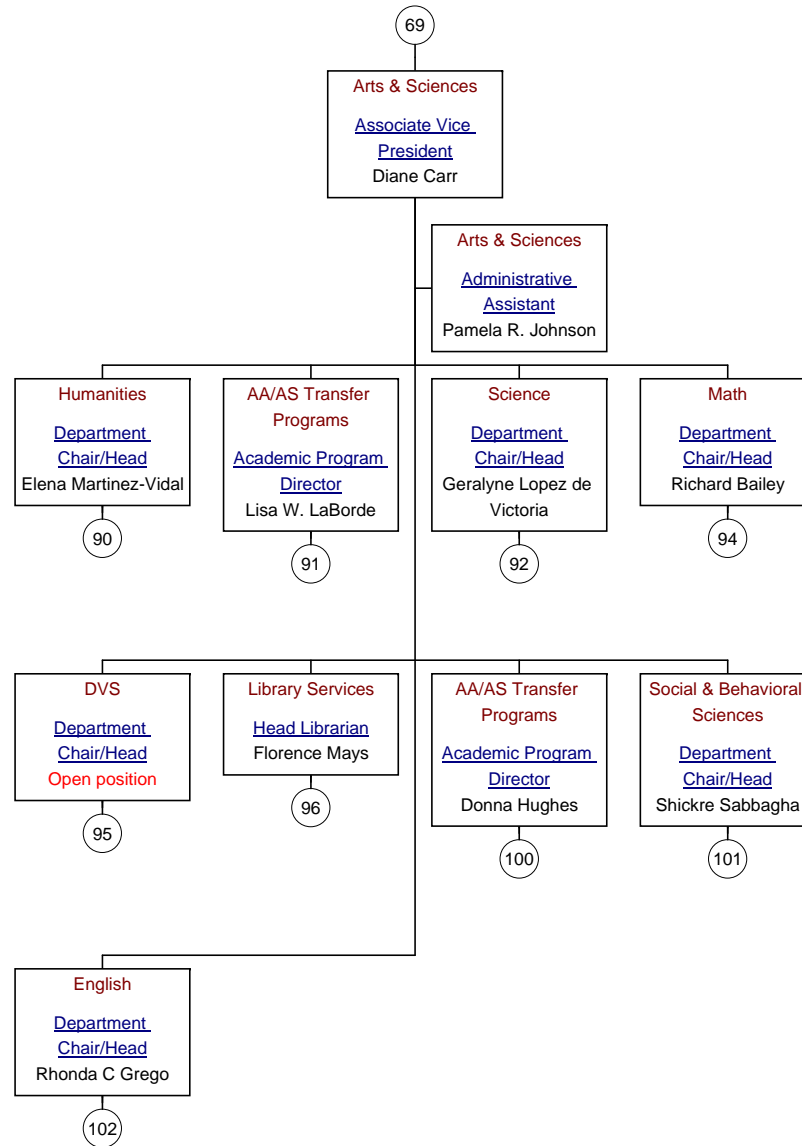 69
Arts & Sciences
Associate Vice
President
Diane Carr
Arts & Sciences
Administrative
Assistant
Pamela R. Johnson
Humanities
Department
Chair/Head
Elena Martinez-Vidal
90
AA/AS Transfer
Programs
Academic Program
Director
Lisa W. LaBorde
91
Science
Department
Chair/Head
Geralyne Lopez de
Victoria
92
Math
Department
Chair/Head
Richard Bailey
94
DVS
Department
Chair/Head
Open position
95
Library Services
Head Librarian
Florence Mays
96
AA/AS Transfer
Programs
Academic Program
Director
Donna Hughes
100
Social & Behavioral
Sciences
Department
Chair/Head
Shickre Sabbagha
101
English
Department
Chair/Head
Rhonda C Grego
102